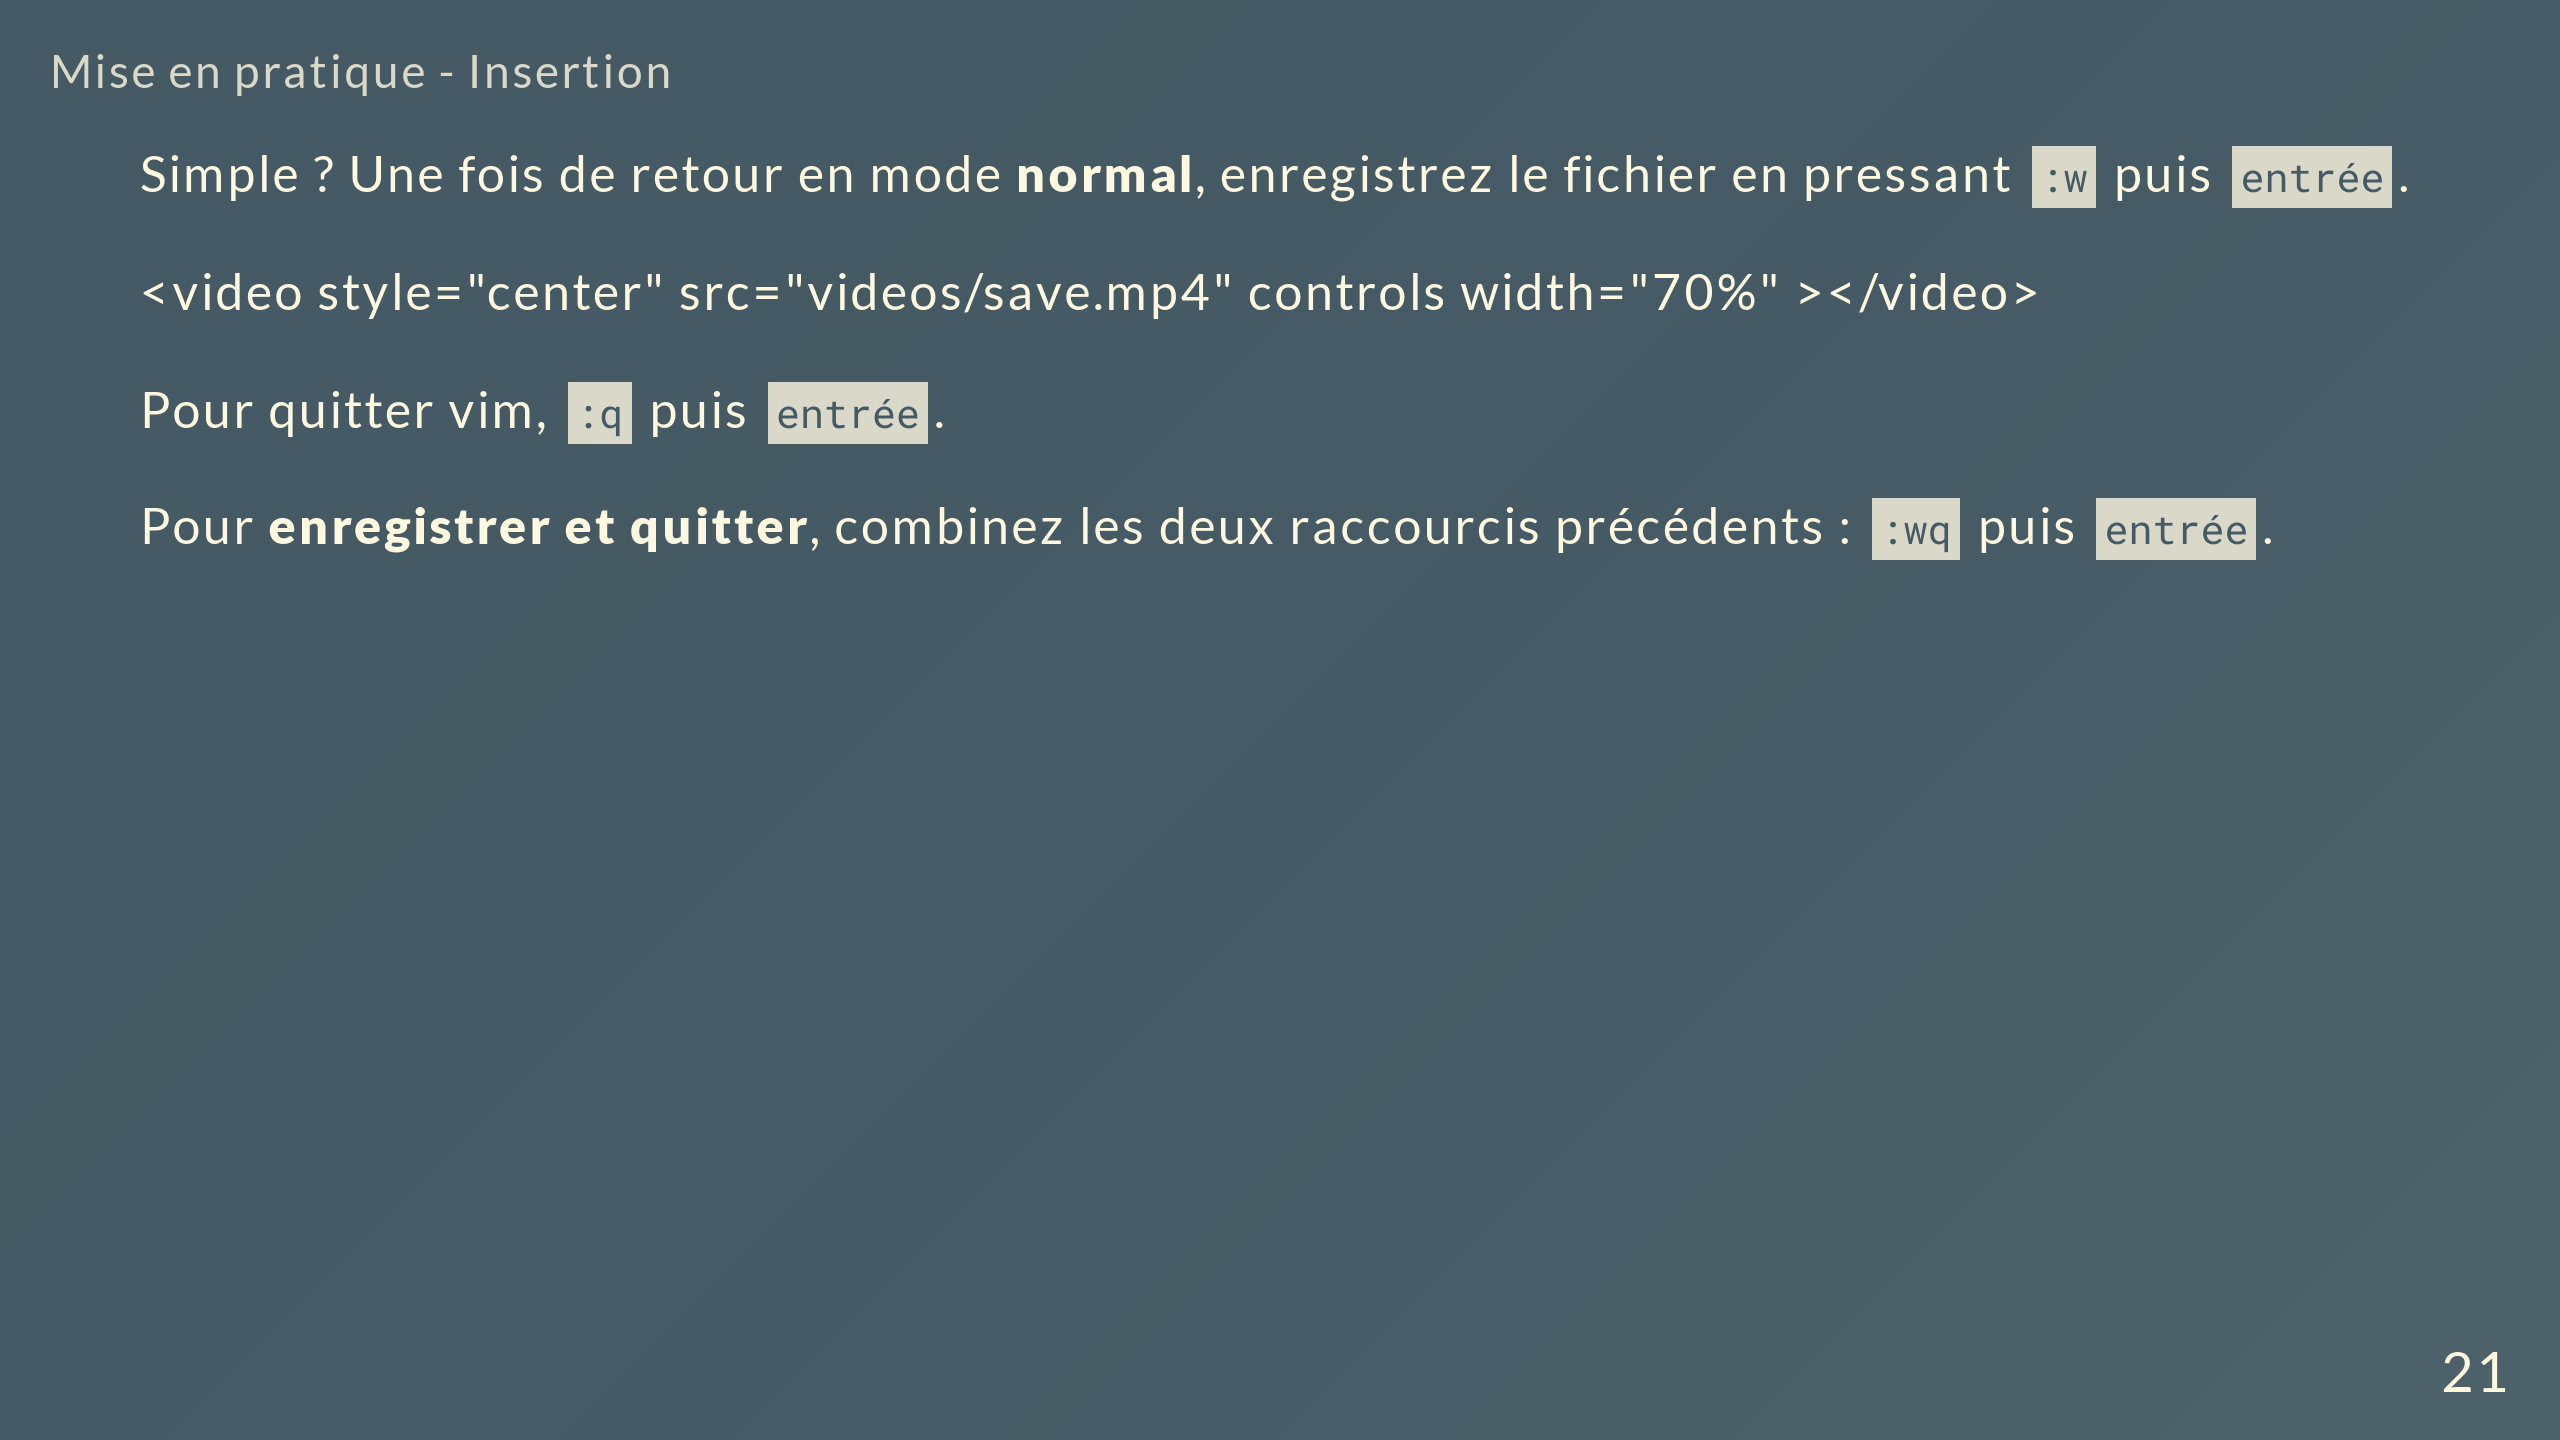 Mise en pratique - Insertion
Simple ? Une fois de retour en mode normal, enregistrez le fichier en pressant :w puis entrée.
<video style="center" src="videos/save.mp4" controls width="70%" ></video>
Pour quitter vim, :q puis entrée.
Pour enregistrer et quitter, combinez les deux raccourcis précédents : :wq puis entrée.
21